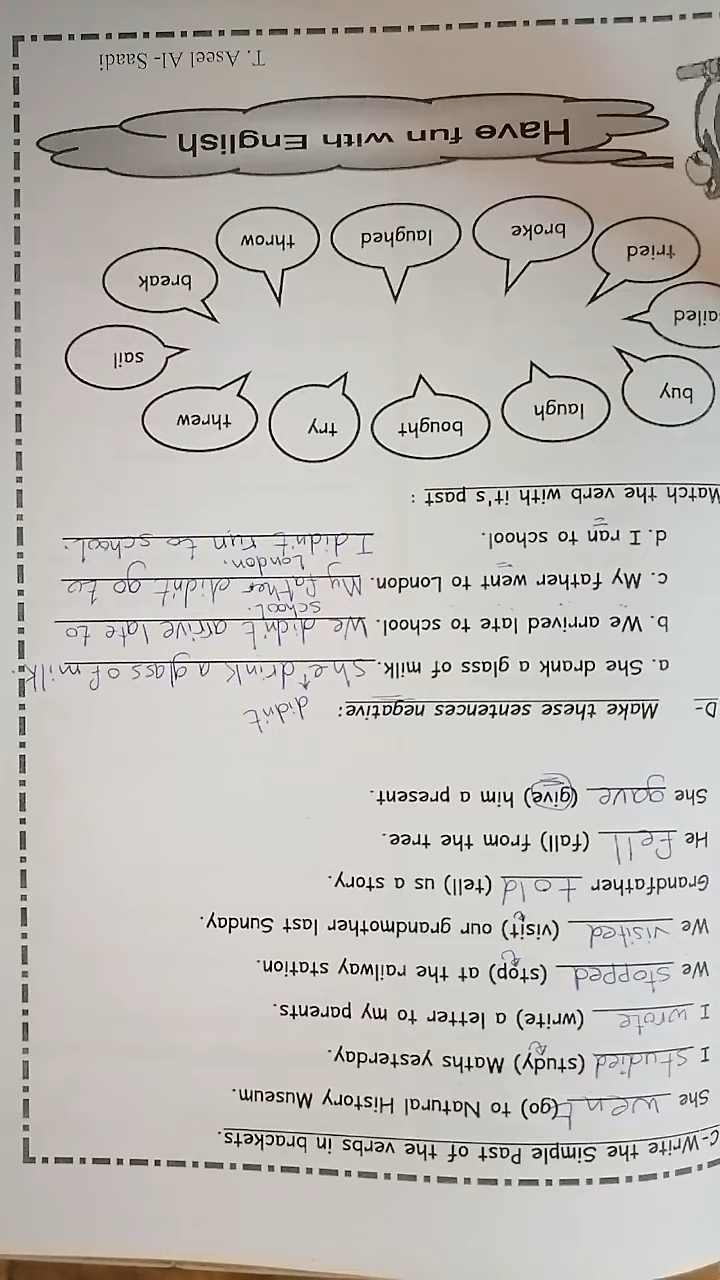 C- Write the Simple Past of the verbs in brackets.
She went (go) to Natural History Museum.
I studied (study) Maths yesterday.
I wrote (write) a letter to my parents.
We stopped (stop) at the railway station.
We visited (visit) our grandmother last Sunday.
Grandfather told (tell) us a story.
He fell (fall) from the tree.
She gave (give) him a present.
D- Make these sentences negative: didn't
a. She drank a glass of milk. she drink a glass of milk.
b. We arrived late to school. We didn't arrive late to
school.
c. My father went to London. My father didn't go to
London.
d. I ran to school. I didn't run to school.
Match the verb with it's past :
buy laugh bought try threw
ailed sail
tried broke laughed throw break
Have fun with English
T. Aseel Al- Saadi